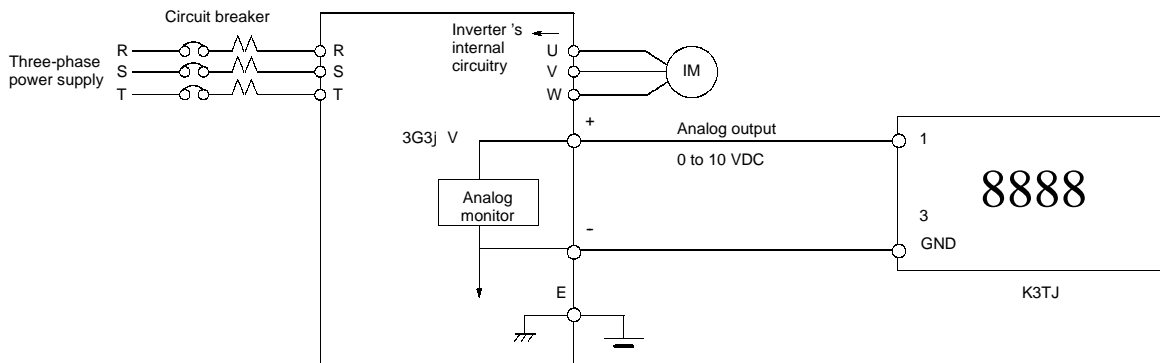 Circuit breaker
Three-phase
power supply
R
S
T
R
S
T
Inverter 's
internal
circuitry
U
V
W
IM
3G3j V
Analog
monitor
+
-
E
Analog output
0 to 10 VDC
1
3
GND
8888
K3TJ